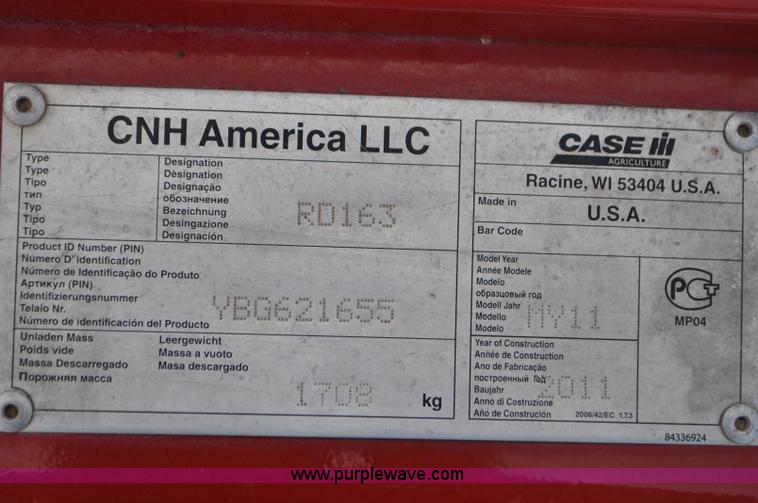 CNH America LLC
Type
Type
Tipo
тип
Typ
Tipo
Tipo
Designation
Dèsignation
Designação
обозначение
Bezeichnung
Desingazione
Designación
RD163
Product ID Number (PIN)
Numero D' identification
Número de Identificação do Produto
Артикул (PIN)
Identifizierungsnummer
Telaio Nr.
Número de identificación del Producto
YBG621655
Unladen Mass
Poids vide
Massa Descarregado
Порожняя масса
Leergewicht
Massa a vuoto
Masa descargado
1708
kg
CASE IH
AGRICULTURE
Racine, WI 53404 U.S.A.
Made in
U.S.A.
Bar Code
Model Year
Année Modele
Modelo
образцовый год
Modell Jahr
Modello
Modelo
MY11
Year of Construction
Année de Construction
Ano de Fabricação
построенный Год
Baujahr
Anno di Costruzione
Año de Construción
2011
2006/42/EC 1.7.3
РСТ
MP04
84336924
www.purplewave.com